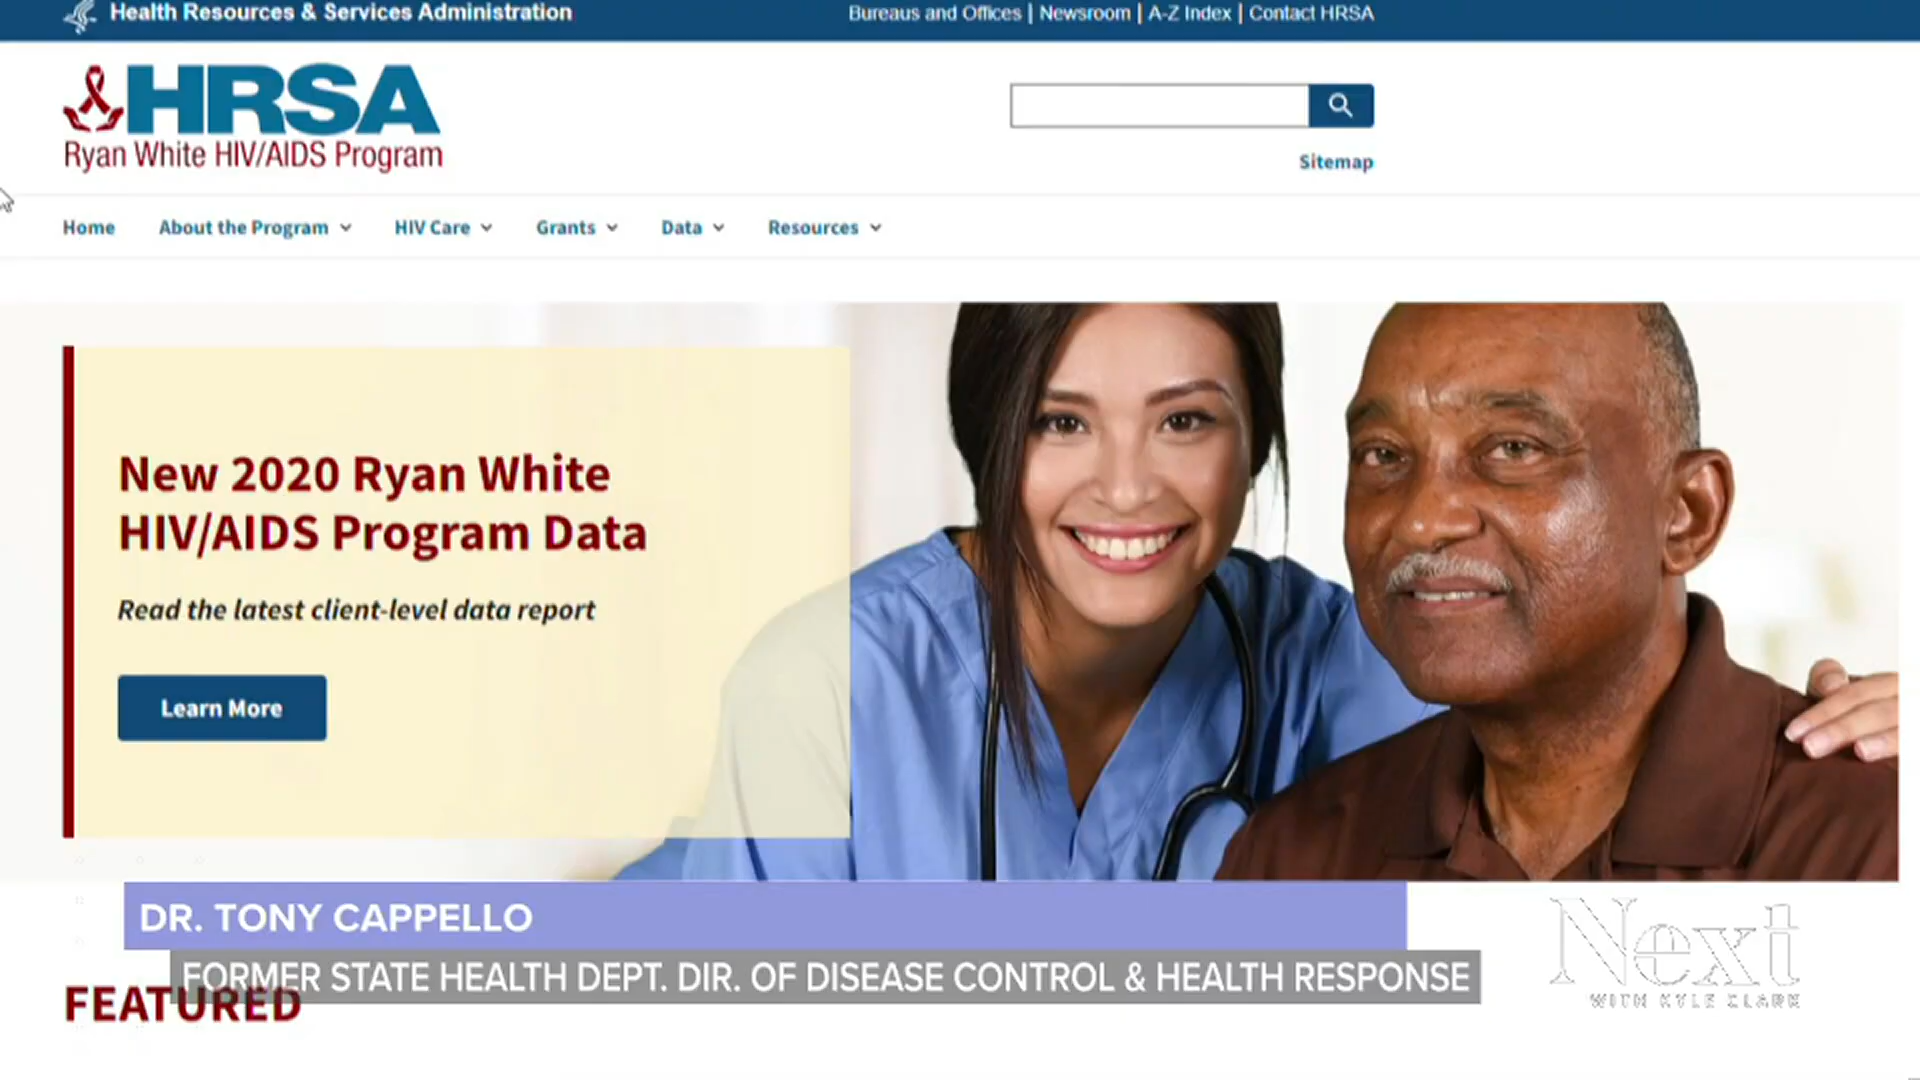 Health Resources & Services Administration
Bureaus and Offices | Newsroom | A-Z Index | Contact HRSA
HRSA
Ryan White HIV/AIDS Program
Sitemap
Home About the Program HIV Care Grants Data Resources
New 2020 Ryan White
HIV/AIDS Program Data
Read the latest client-level data report
Learn More
DR. TONY CAPPELLO
FORMER STATE HEALTH DEPT. DIR. OF DISEASE CONTROL & HEALTH RESPONSE
FEATURED
Next
WITH KYLE CLARK